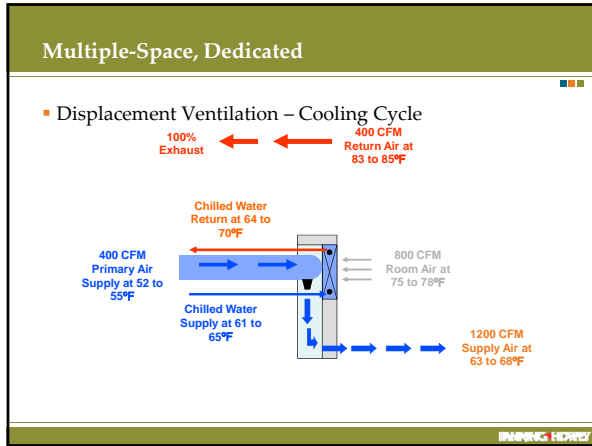 Multiple-Space, Dedicated
Displacement Ventilation – Cooling Cycle
100%
Exhaust
400 CFM
Return Air at
83 to 85ºF
Chilled Water
Return at 64 to
70ºF
400 CFM
Primary Air
Supply at 52 to
55ºF
800 CFM
Room Air at
75 to 78ºF
Chilled Water
Supply at 61 to
65ºF
1200 CFM
Supply Air at
63 to 68ºF